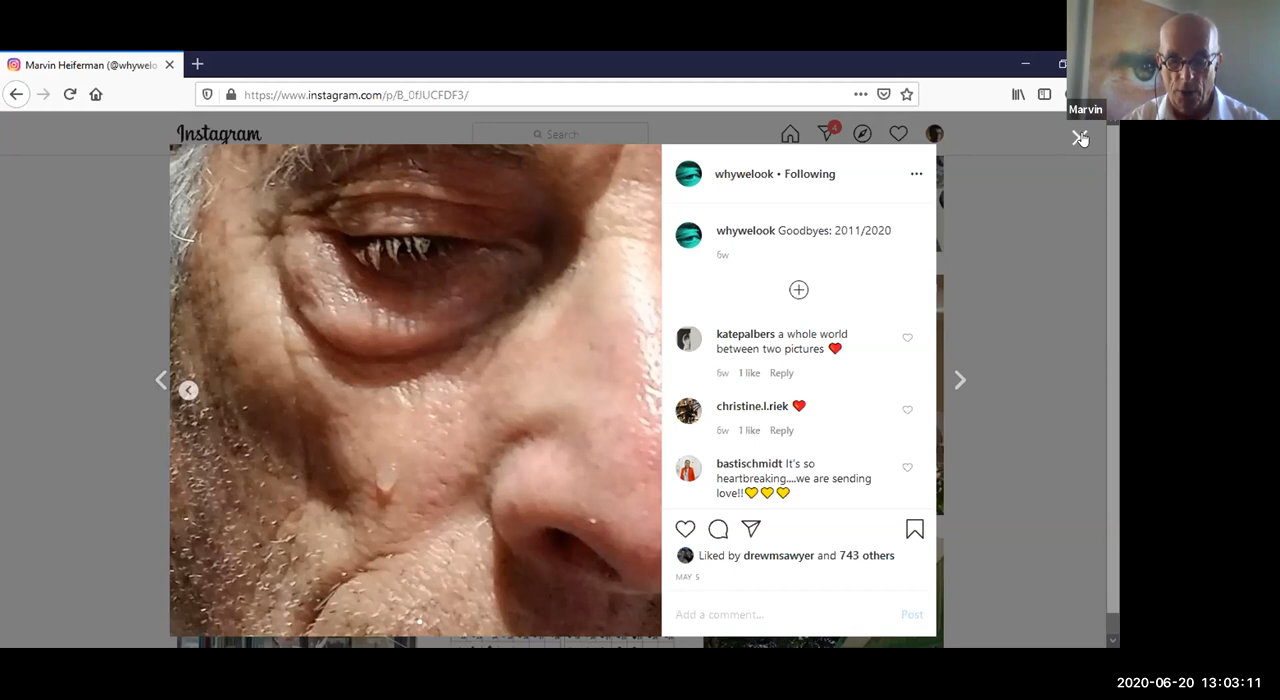 Marvin Heiferman (@whywelo
https://www.instagram.com/p/B_0fJUCFDF3/
Marvin
Instagram
Search
4
whywelook • Following
whywelook Goodbyes: 2011/2020
6w
katepalbers a whole world
between two pictures ❤️
6w 1 like Reply
christine.l.riek ❤️
6w 1 like Reply
bastischmidt It's so
heartbreaking....we are sending
love!!💛💛💛
Liked by drewmsawyer and 743 others
MAY 5
Add a comment... Post
2020-06-20 13:03:11